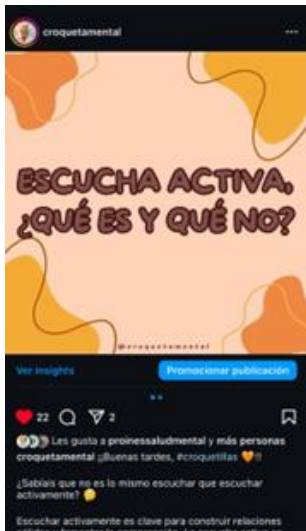 croquetamental
ESCUCHA ACTIVA,
¿QUÉ ES Y QUÉ NO?
@croquetamental
Ver insights
Promocionar publicación
22
2
Les gusta a proinessaludmental y más personas
croquetamental ¡¡Buenas tardes, #croquetillas 🧡!!
¿Sabíais que no es lo mismo escuchar que escuchar
activamente? 🤔
Escuchar activamente es clave para construir relaciones